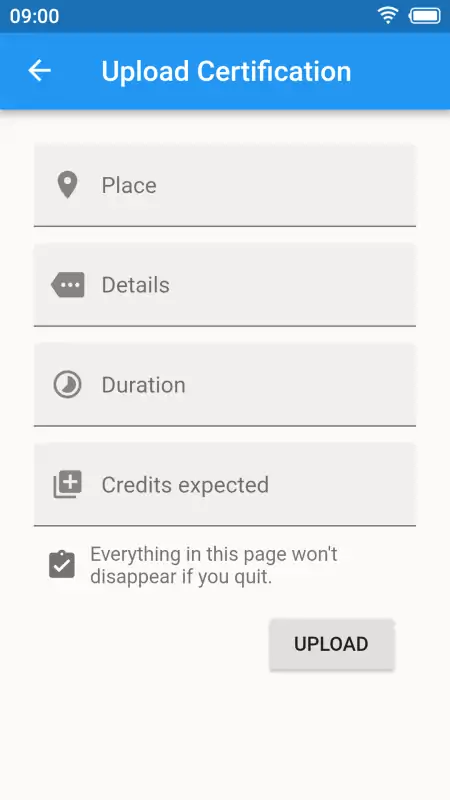 09:00
Upload Certification
Place
Details
Duration
Credits expected
Everything in this page won't
disappear if you quit.
UPLOAD